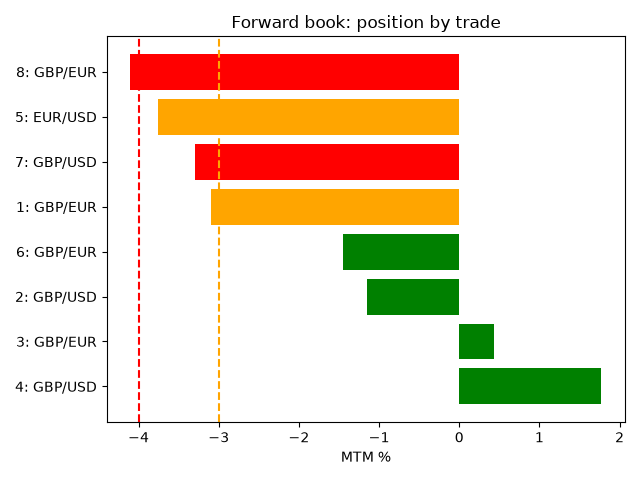 Forward book: position by trade
8: GBP/EUR
5: EUR/USD
7: GBP/USD
1: GBP/EUR
6: GBP/EUR
2: GBP/USD
3: GBP/EUR
4: GBP/USD
−4 −3 −2 −1 0 1 2
MTM %